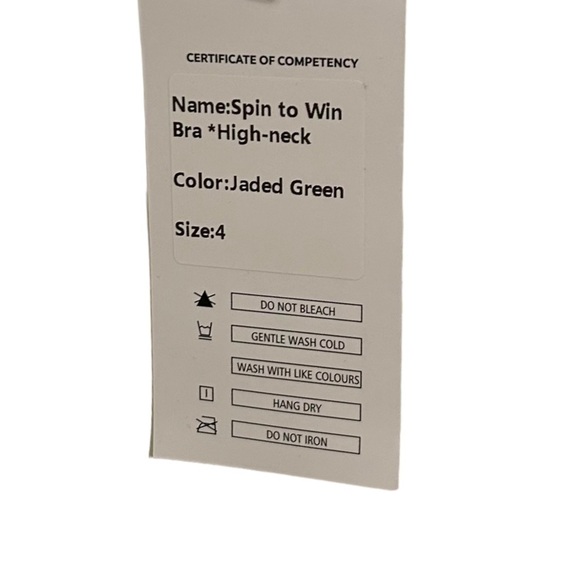 CERTIFICATE OF COMPETENCY
Name:Spin to Win
Bra *High-neck
Color:Jaded Green
Size:4
DO NOT BLEACH
GENTLE WASH COLD
WASH WITH LIKE COLOURS
HANG DRY
DO NOT IRON